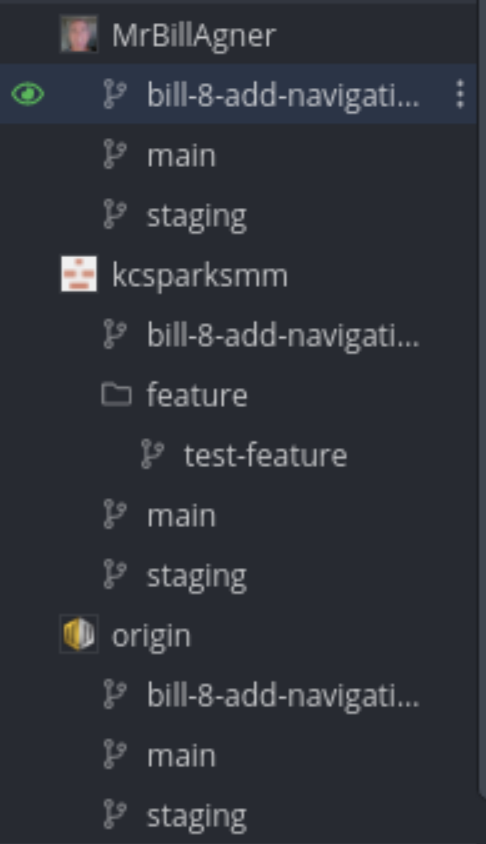 MrBillAgner
bill-8-add-navigati...
main
staging
kcsparksmm
bill-8-add-navigati...
feature
test-feature
main
staging
origin
bill-8-add-navigati...
main
staging